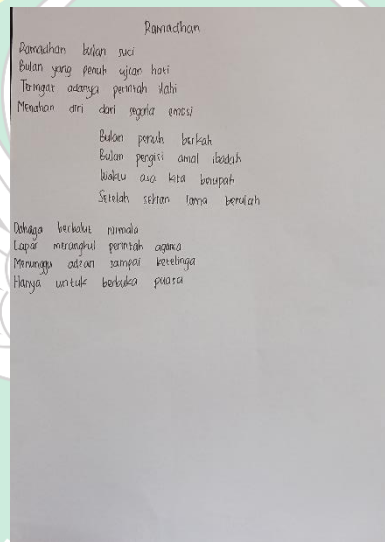 Ramadhan
Ramadhan bulan suci
Bulan yang penuh ujian hati
Teringat adanya perintah ilahi
Menahan diri dari segala emosi
Bulan penuh berkah
Bulan pengisi amal ibadah
Walau asa kita berupah
Setelah sekian lama berulah
Dahaga berbalut nirmala
Lapar merangkul perintah agama
Menunggu adzan sampai ketelinga
Hanya untuk berbuka puasa